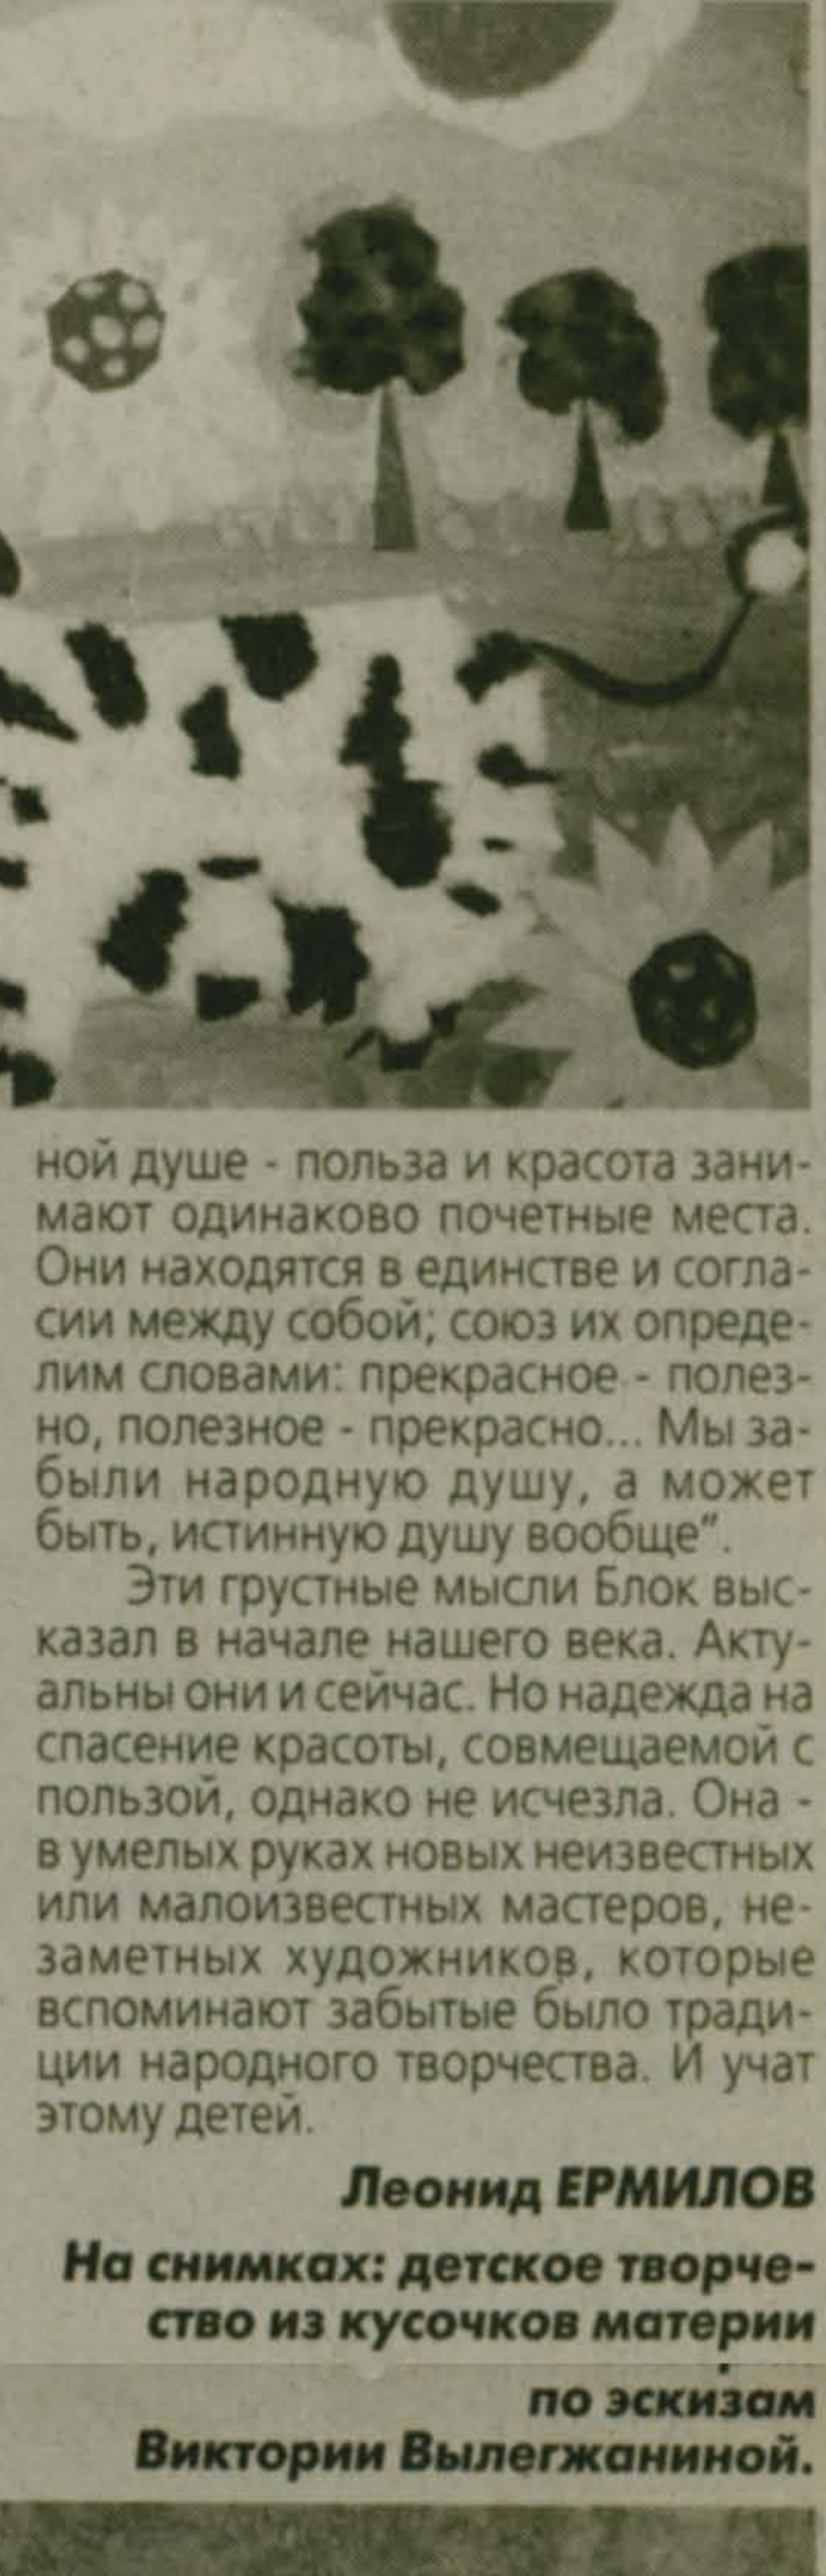 ной душе - польза и красота зани-
мают одинаково почетные места.
Они находятся в единстве и согла-
сии между собой; союз их опреде-
лим словами: прекрасное - полез-
но, полезное - прекрасно... Мы за-
были народную душу, а может
быть, истинную душу вообще".
Эти грустные мысли Блок выс-
казал в начале нашего века. Акту-
альны они и сейчас. Но надежда на
спасение красоты, совмещаемой с
пользой, однако не исчезла. Она -
в умелых руках новых неизвестных
или малоизвестных мастеров, не-
заметных художников, которые
вспоминают забытые было тради-
ции народного творчества. И учат
этому детей.
Леонид ЕРМИЛОВ
На снимках: детское творче-
ство из кусочков материи
по эскизам
Виктории Вылегжаниной.